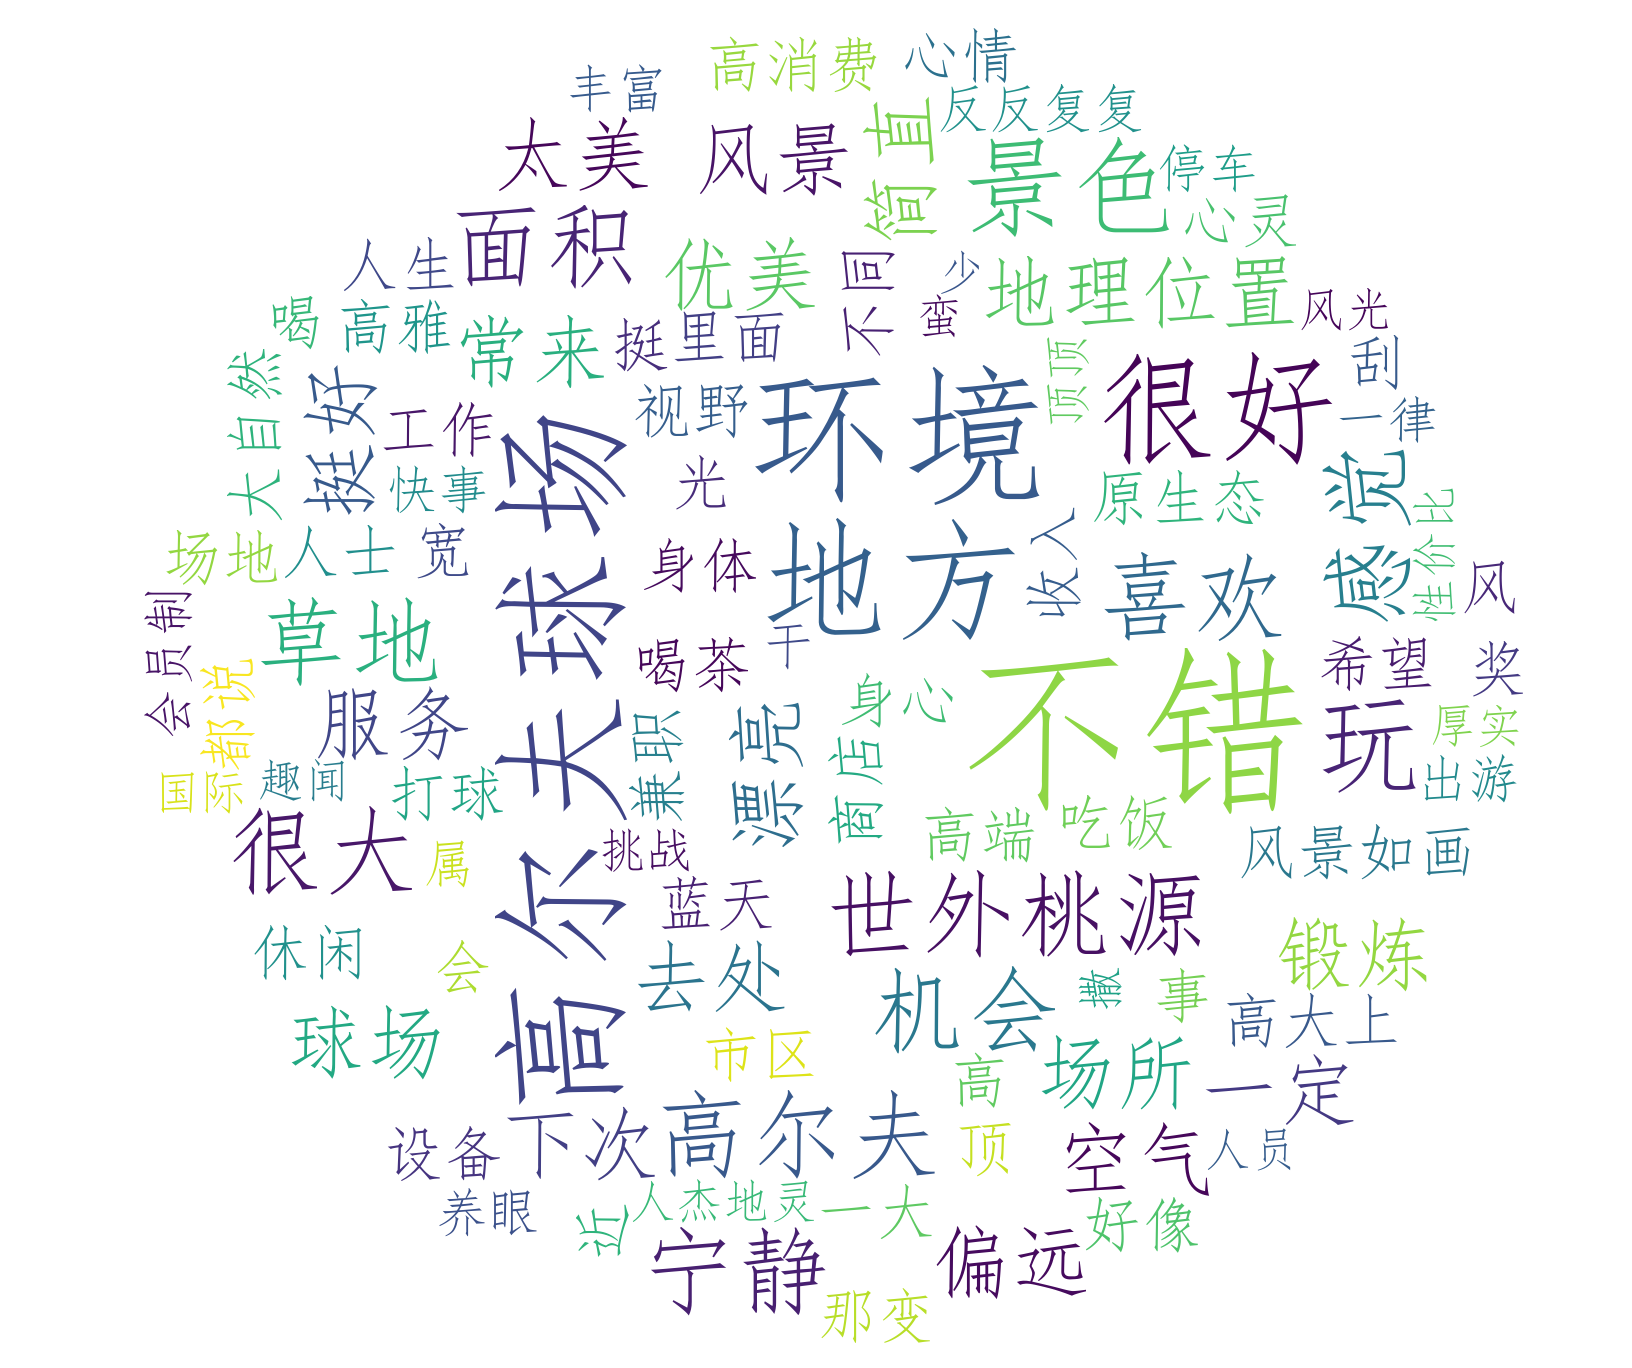 高消费
心情
丰富
反反复复
简直
太美
风景
景色
停车
心灵
面积
人生
优美
不同
少
地理位置
风光
喝
高雅
常来
挺
里面
蛮
大自然
挺好
工作
视野
环境
顶顶
很好
刮
一律
快事
高尔夫球场
光
原生态
感觉
性价比
场地
人士
宽
身体
地方
收入
喜欢
风
会员制
草地
喝茶
干
希望
奖
都说
服务
兼职
漂亮
身心
不错
玩
厚实
国际
趣闻
打球
商店
出游
很大
属
挑战
高端
吃饭
风景如画
蓝天
世外桃源
休闲
会
去处
机会
撒
事
锻炼
球场
市区
高
场所
高大上
一定
设备
下次
高尔夫
顶
空气
人员
养眼
近
人杰地灵
一大
好像
宁静
偏远
那变